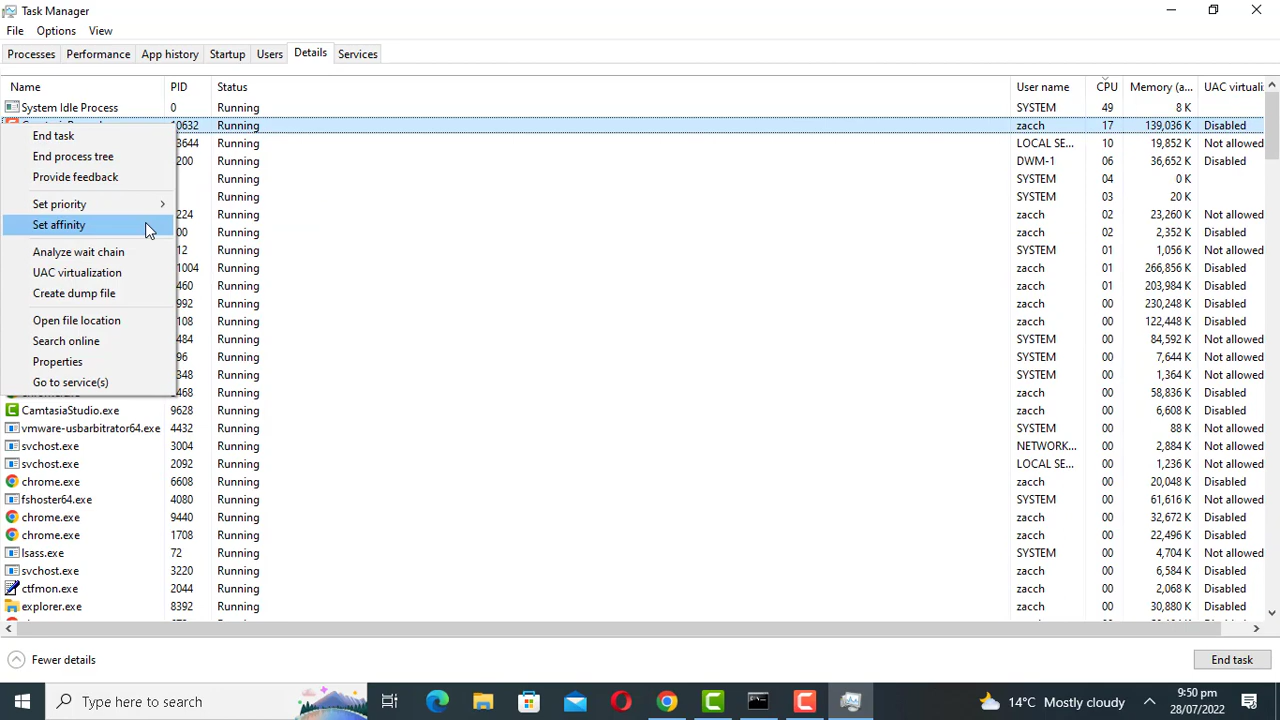 Task Manager
File Options View
Processes Performance App history Startup Users Details Services
Name PID Status User name CPU Memory (a... UAC virtuali
System Idle Process 0 Running SYSTEM 49 8 K
10632 Running zacch 17 139,036 K Disabled
Running LOCAL SE... 10 19,852 K Not allowed
Running DWM-1 06 36,652 K Disabled
Running SYSTEM 04 0 K
Running SYSTEM 03 20 K
Running zacch 02 23,260 K Not allowed
Running zacch 02 2,352 K Disabled
Running SYSTEM 01 1,056 K Not allowed
Running zacch 01 266,856 K Disabled
Running zacch 01 203,984 K Disabled
Running zacch 00 230,248 K Disabled
Running zacch 00 122,448 K Disabled
Running SYSTEM 00 84,592 K Not allowed
Running SYSTEM 00 7,644 K Not allowed
Running SYSTEM 00 1,364 K Not allowed
Running zacch 00 58,836 K Disabled
CamtasiaStudio.exe 9628 Running zacch 00 6,608 K Disabled
vmware-usbarbitrator64.exe 4432 Running SYSTEM 00 88 K Not allowed
svchost.exe 3004 Running NETWORK... 00 2,884 K Not allowed
svchost.exe 2092 Running LOCAL SE... 00 1,236 K Not allowed
chrome.exe 6608 Running zacch 00 20,048 K Disabled
fshoster64.exe 4080 Running SYSTEM 00 61,616 K Not allowed
chrome.exe 9440 Running zacch 00 32,672 K Disabled
chrome.exe 1708 Running zacch 00 22,496 K Disabled
lsass.exe 72 Running SYSTEM 00 4,704 K Not allowed
svchost.exe 3220 Running zacch 00 6,584 K Disabled
ctfmon.exe 2044 Running zacch 00 2,068 K Disabled
explorer.exe 8392 Running zacch 00 30,880 K Disabled
End task
End process tree
Provide feedback
Set priority
Set affinity
Analyze wait chain
UAC virtualization
Create dump file
Open file location
Search online
Properties
Go to service(s)
Fewer details End task
Type here to search 14°C Mostly cloudy 9:50 pm
28/07/2022